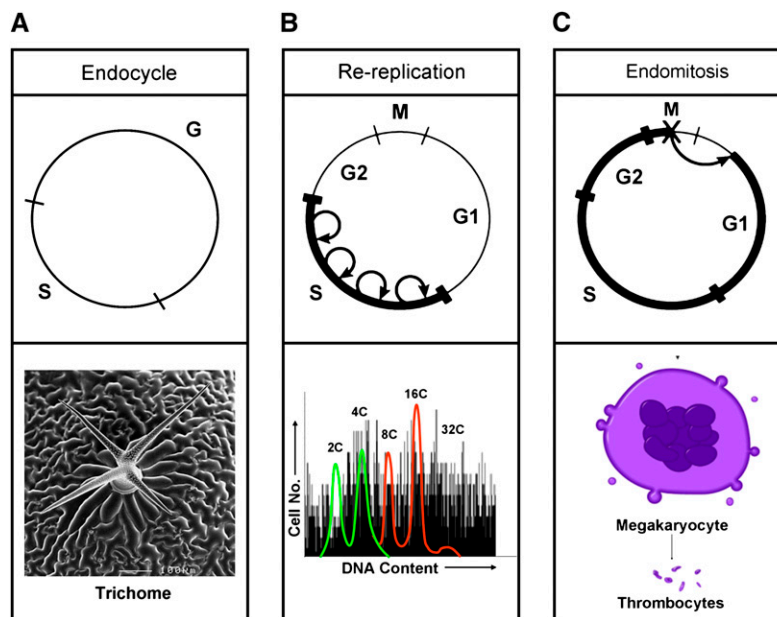 A
Endocycle
G
S
100µm
Trichome
B
Re-replication
M
G2
G1
S
2C
4C
8C
16C
32C
Cell No.
DNA Content
C
Endomitosis
M
G2
G1
S
Megakaryocyte
Thrombocytes